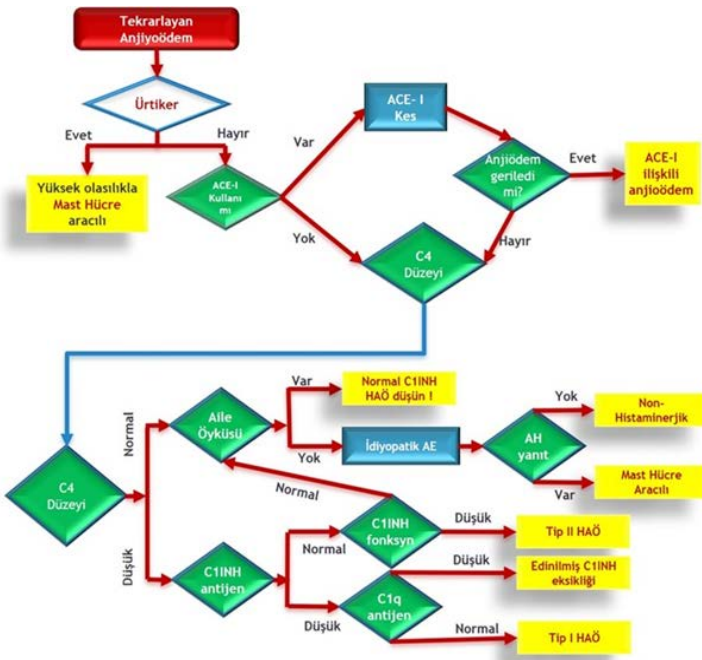 Tekrarlayan
Anjiyoödem
Ürtiker
Evet
Hayır
Yüksek olasılıkla
Mast Hücre
aracılı
ACE-I
Kullanı
mı
Var
Yok
ACE- I
Kes
Anjiödem
geriledi
mi?
Evet
ACE-I
ilişkili
anjioödem
Hayır
C4
Düzeyi
C4
Düzeyi
Normal
Düşük
Aile
Öyküsü
Var
Normal C1INH
HAÖ düşün !
Yok
İdiyopatik AE
AH
yanıt
Yok
Non-
Histaminerjik
Var
Mast Hücre
Aracılı
Normal
C1INH
antijen
Normal
C1INH
fonksyn
Düşük
Tip II HAÖ
Düşük
C1q
antijen
Düşük
Edinilmiş C1INH
eksikliği
Normal
Tip I HAÖ